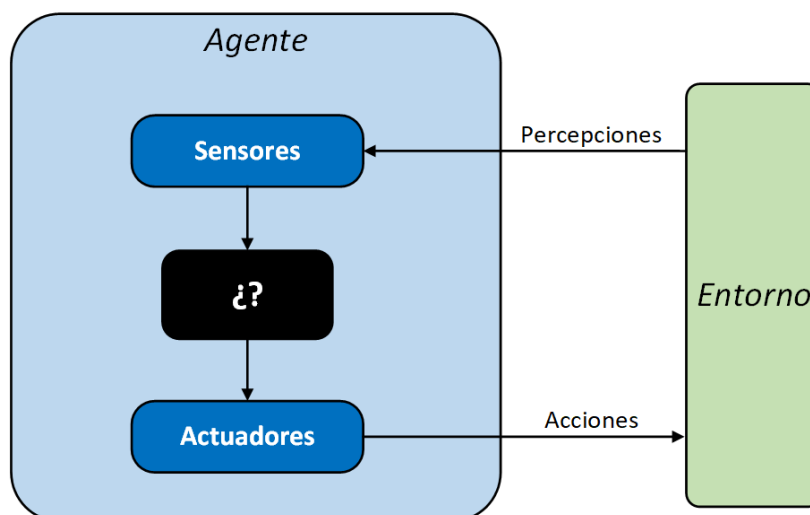 Agente
Sensores
Percepciones
¿?
Entorno
Actuadores
Acciones